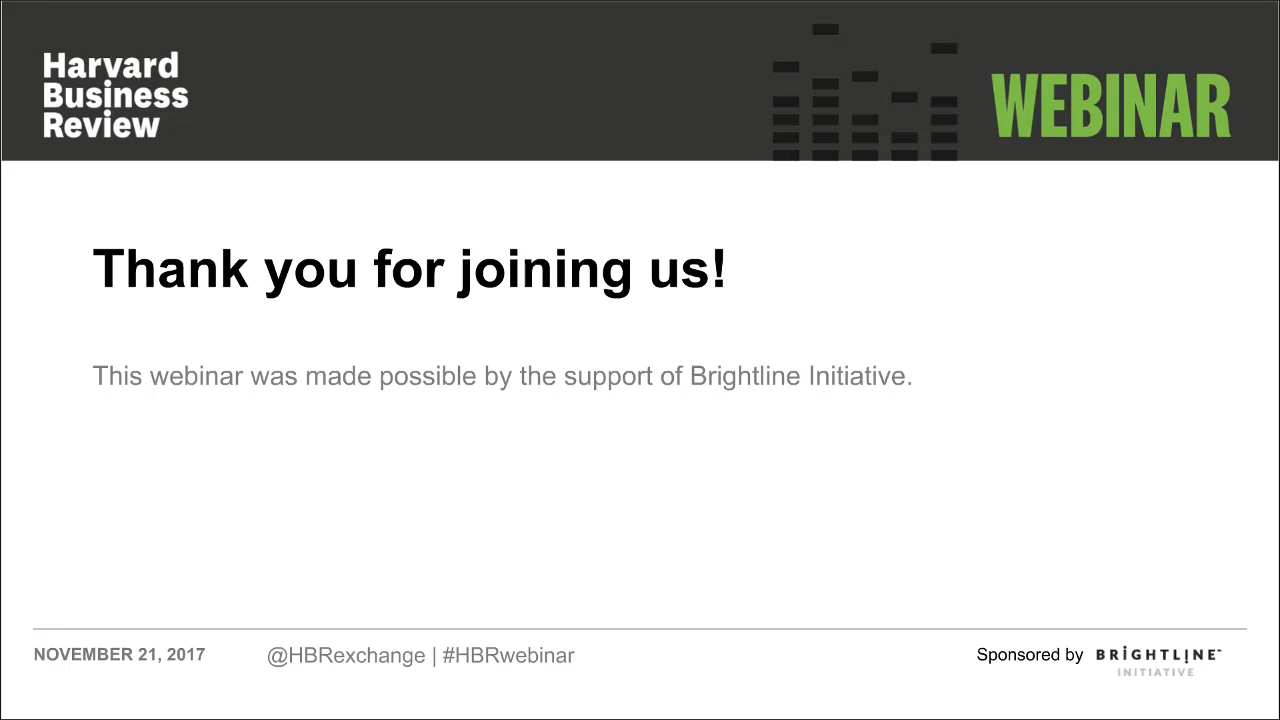 Harvard
Business
Review
WEBINAR
Thank you for joining us!
This webinar was made possible by the support of Brightline Initiative.
NOVEMBER 21, 2017
@HBRexchange | #HBRwebinar
Sponsored by BRIGHTLINE™
INITIATIVE